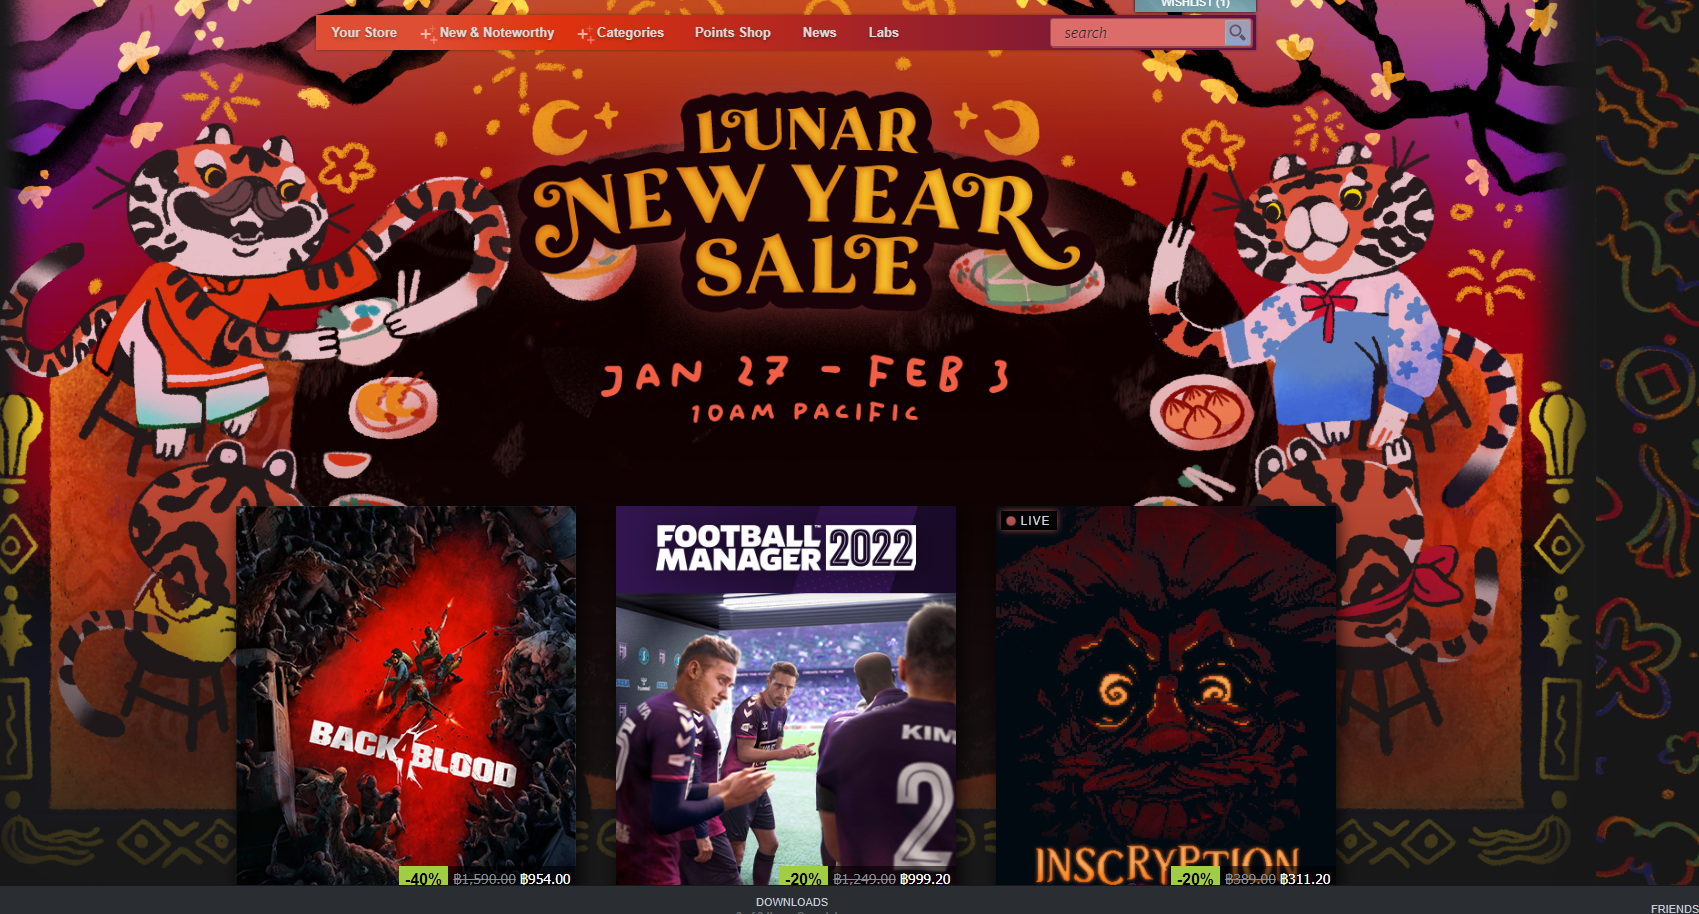 WISHLIST (1)
Your Store
New & Noteworthy
Categories
Points Shop
News
Labs
search
LUNAR
NEW YEAR
SALE
JAN 27 - FEB 3
10AM PACIFIC
BACK 4 BLOOD
-40% ฿1,590.00 ฿954.00
FOOTBALL
MANAGER 2022
KIM
2
-20% ฿1,249.00 ฿999.20
LIVE
INSCRYPTION
-20% ฿389.00 ฿311.20
DOWNLOADS
FRIENDS